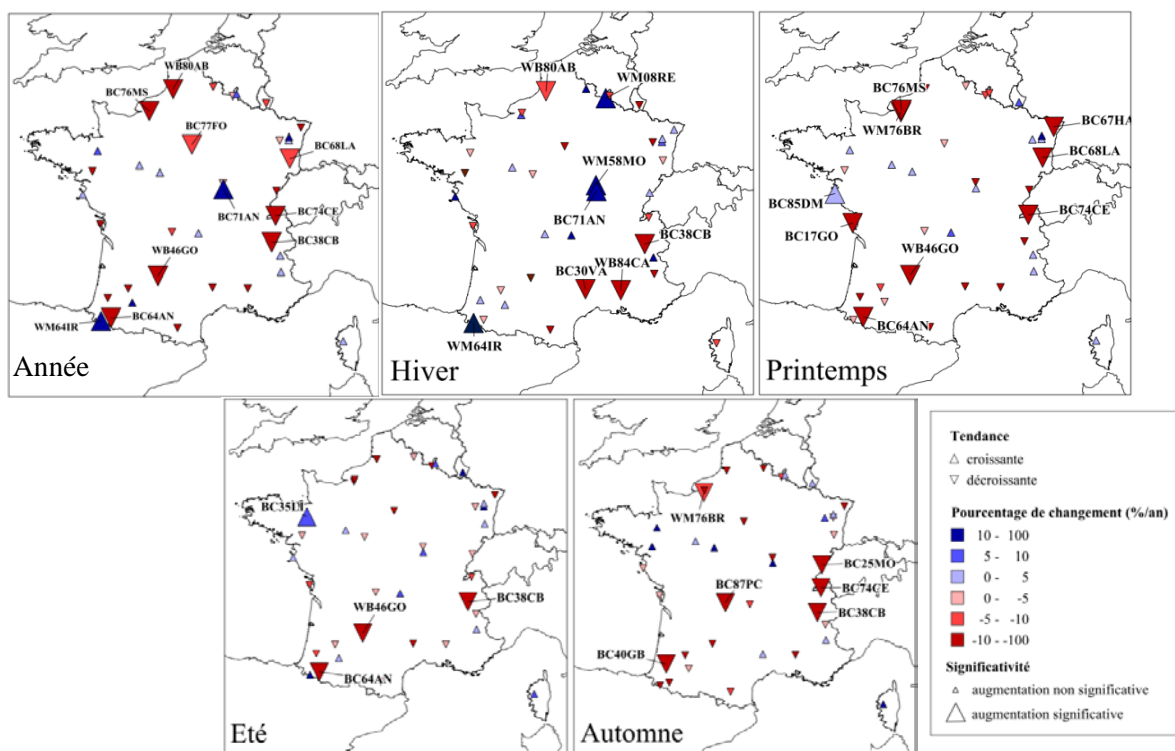 WB80AB
BC76MS
BC77FO
BC68LA
BC71AN
BC74CE
BC38CB
WB46GO
BC64AN
WM64IR
Année
WB80AB
WM08RE
WM58MO
BC71AN
BC38CB
BC30VA
WB84CA
WM64IR
Hiver
BC76MS
WM76BR
BC67HA
BC68LA
BC85DM
BC74CE
BC17GO
WB46GO
BC64AN
Printemps
BC35LI
BC38CB
WB46GO
BC64AN
Eté
WM76BR
BC25MO
BC87PC
BC74CE
BC38CB
BC40GB
Automne
Tendance
croissante
décroissante
Pourcentage de changement (%/an)
10 - 100
5 - 10
0 - 5
0 - -5
-5 - -10
-10 - -100
Significativité
augmentation non significative
augmentation significative